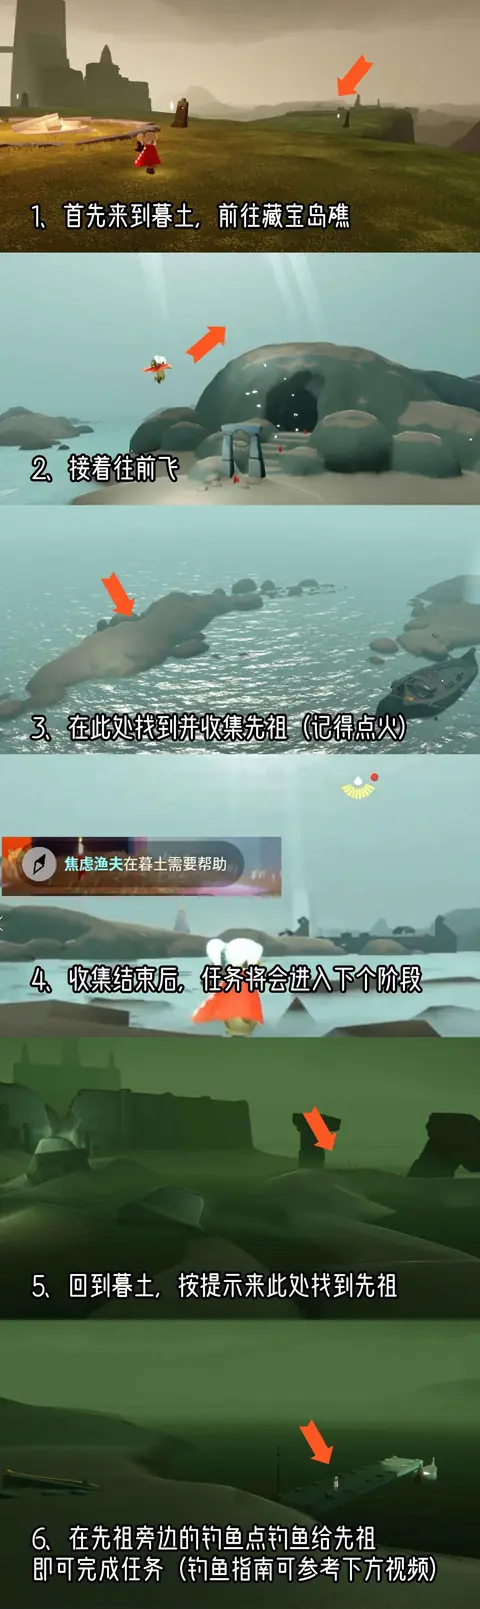 1、首先来到暮土，前往藏宝岛礁
2、接着往前飞
3、在此处找到并收集先祖（记得点火）
焦虑渔夫在暮土需要帮助
4、收集结束后，任务将会进入下个阶段
5、回到暮土，按提示来此处找到先祖
6、在先祖旁边的钓鱼点钓鱼给先祖
即可完成任务（钓鱼指南可参考下方视频）